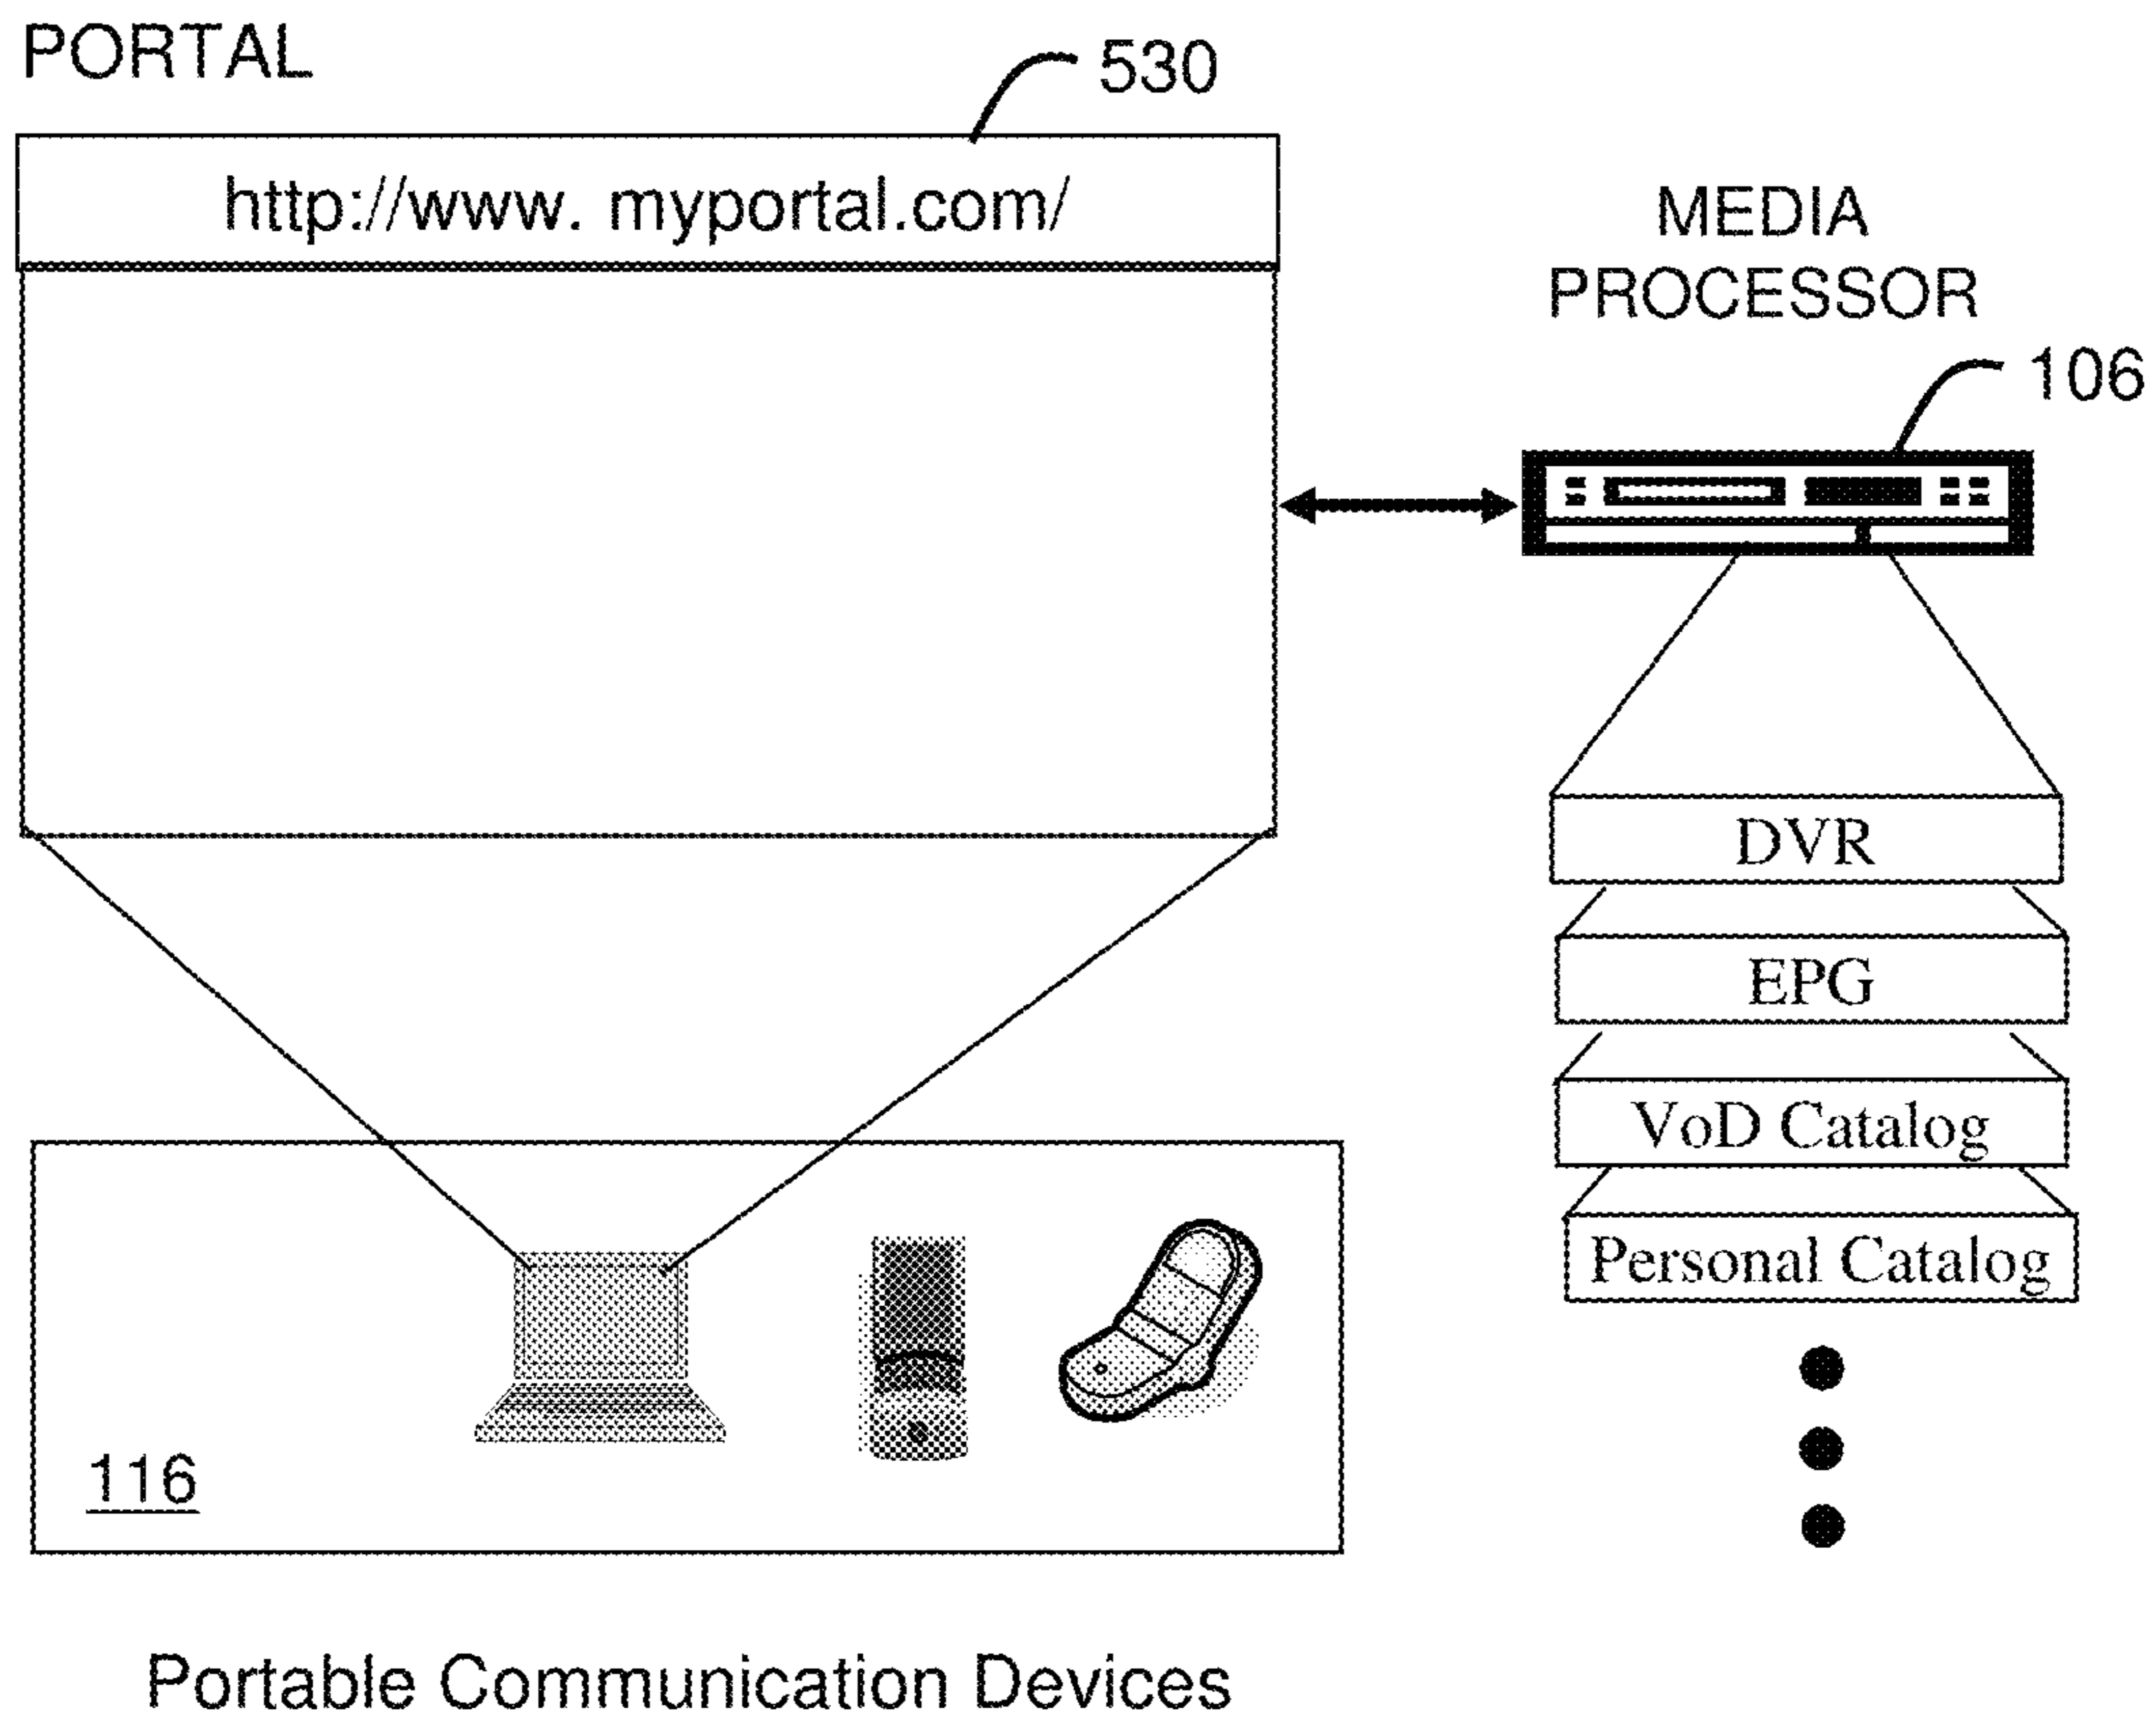 PORTAL
530
http://www. myportal.com/
MEDIA
PROCESSOR
106
DVR
EPG
VoD Catalog
Personal Catalog
116
Portable Communication Devices